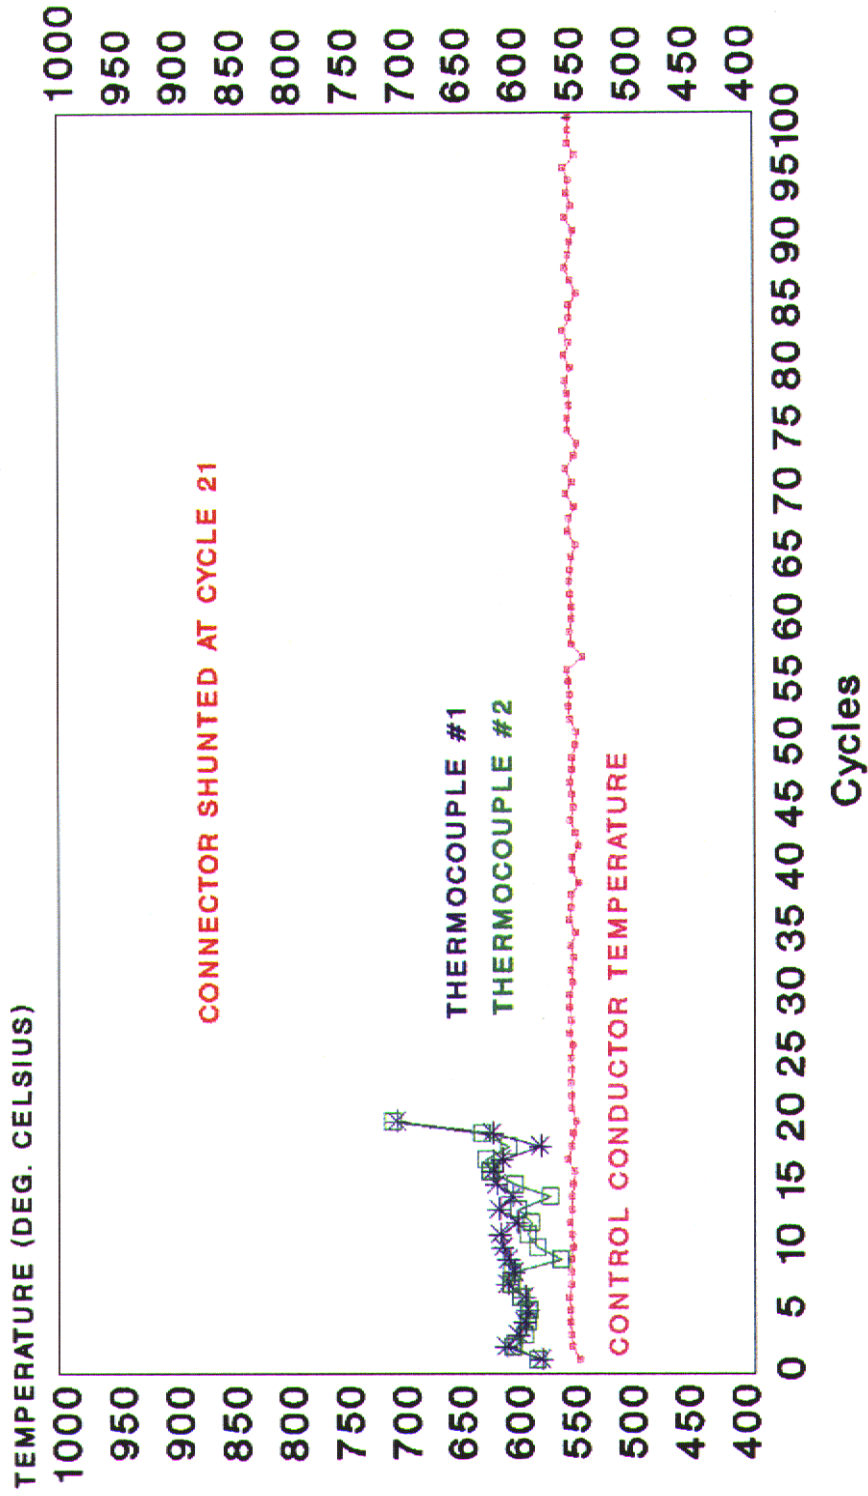 TEMPERATURE (DEG. CELSIUS)
1000 1000
950 950
900 900
CONNECTOR SHUNTED AT CYCLE 21
850 850
800 800
750 750
700 700
THERMOCOUPLE #1
650 650
THERMOCOUPLE #2
600 600
550 550
CONTROL CONDUCTOR TEMPERATURE
500 500
450 450
400 400
0 5 10 15 20 25 30 35 40 45 50 55 60 65 70 75 80 85 90 95 100
Cycles